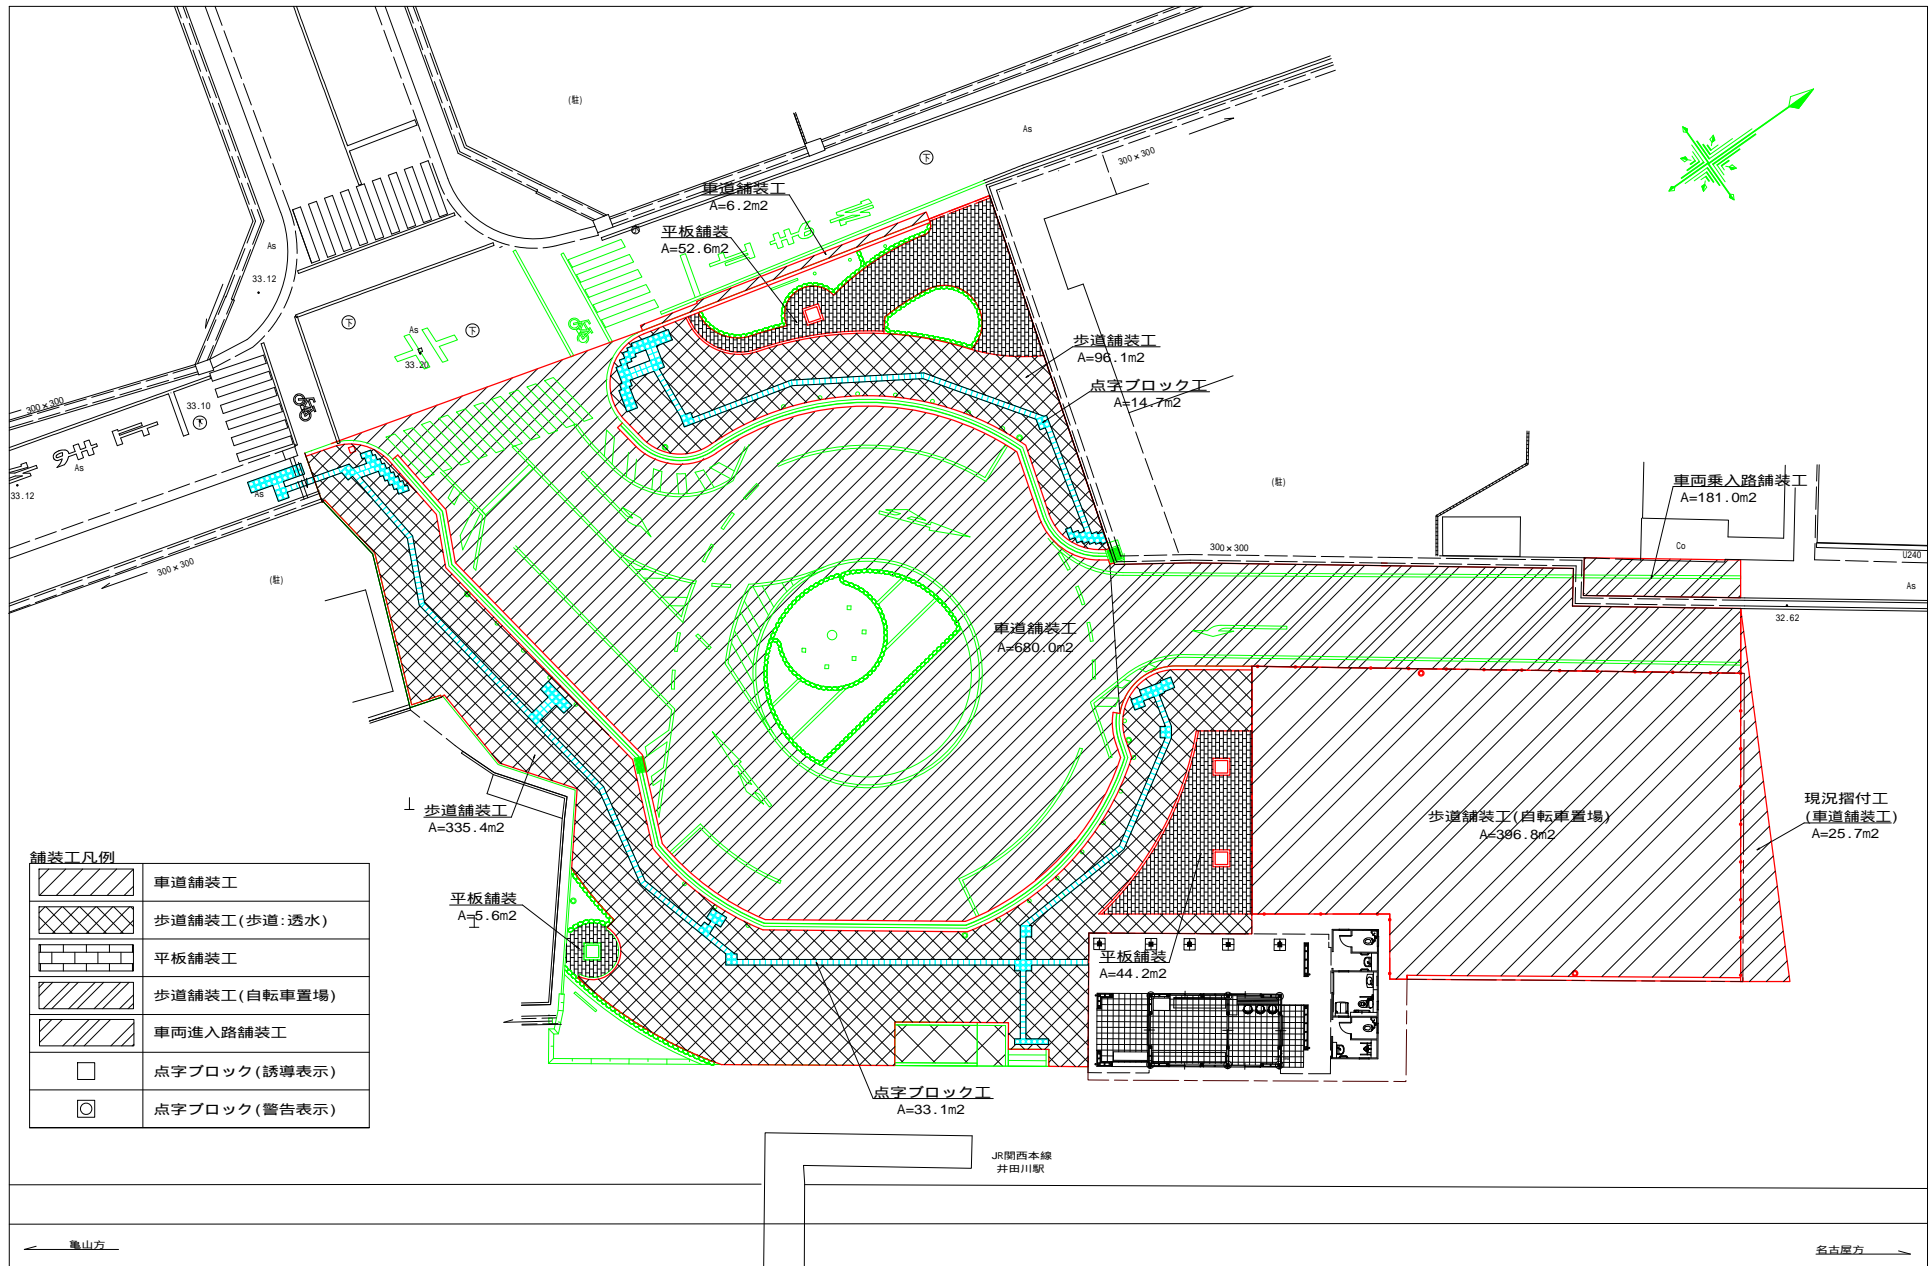 (駐)
As
下
300×300
車道舗装工
A=6.2m2
平板舗装
A=52.6m2
As
33.12
下
As
下
33.20
歩道舗装工
A=96.1m2
点字ブロック工
A=14.7m2
300×300
33.10
下
As
33.12
As
300×300
(駐)
(駐)
車両乗入路舗装工
A=181.0m2
300×300
Co
U240
As
32.62
車道舗装工
A=680.0m2
歩道舗装工
A=335.4m2
歩道舗装工(自転車置場)
A=396.8m2
現況摺付工
(車道舗装工)
A=25.7m2
平板舗装
A=5.6m2
平板舗装
A=44.2m2
点字ブロック工
A=33.1m2
舗装工凡例
車道舗装工
歩道舗装工(歩道:透水)
平板舗装工
歩道舗装工(自転車置場)
車両進入路舗装工
点字ブロック(誘導表示)
点字ブロック(警告表示)
JR関西本線
井田川駅
亀山方
名古屋方